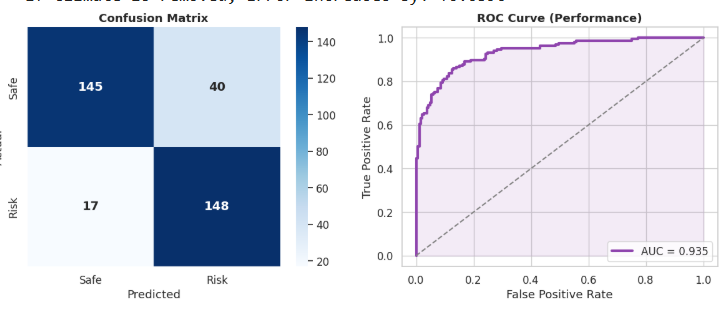 Confusion Matrix
Safe
Risk
145
40
17
148
Safe
Risk
Predicted
140
120
100
80
60
40
20
ROC Curve (Performance)
True Positive Rate
1.0
0.8
0.6
0.4
0.2
0.0
AUC = 0.935
0.0
0.2
0.4
0.6
0.8
1.0
False Positive Rate